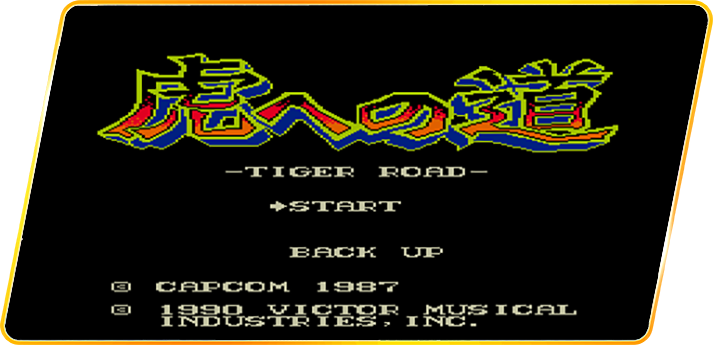 虎への道
-TIGER ROAD-
→START
BACK UP
© CAPCOM 1987
© 1990 VICTOR MUSICAL
INDUSTRIES, INC.